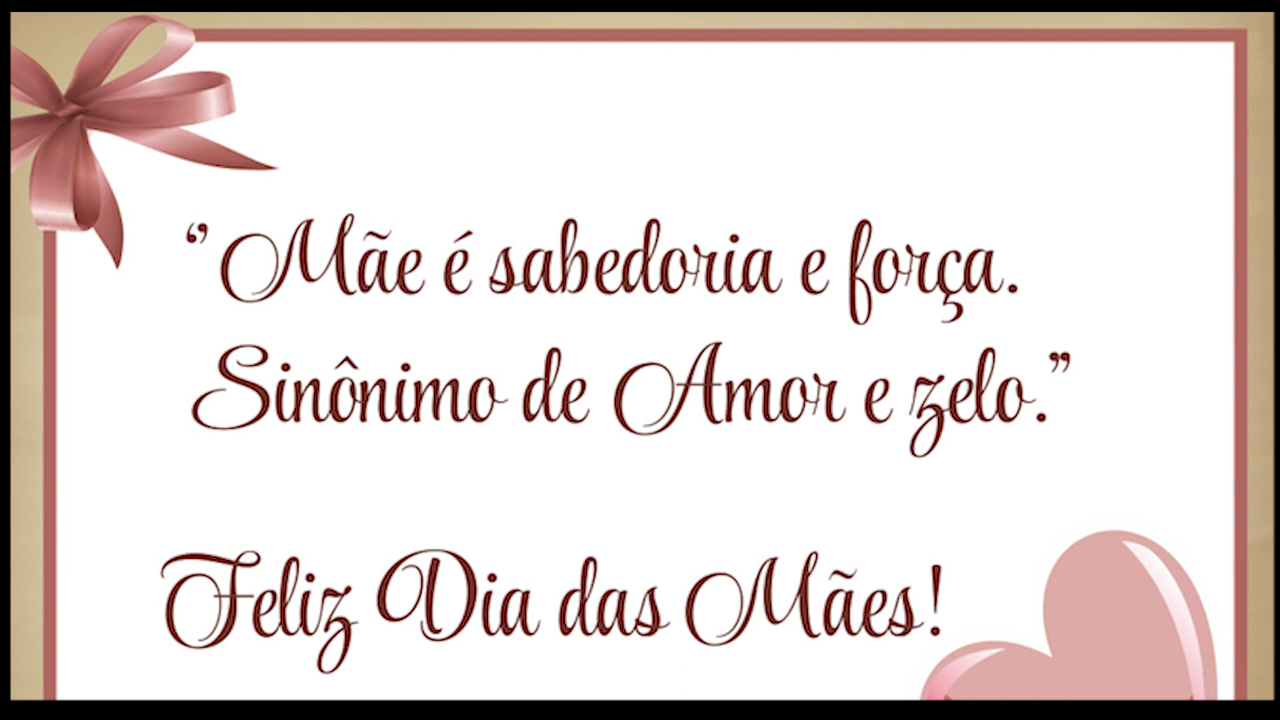 “Mãe é sabedoria e força.
Sinônimo de Amor e zelo.”
Feliz Dia das Mães!